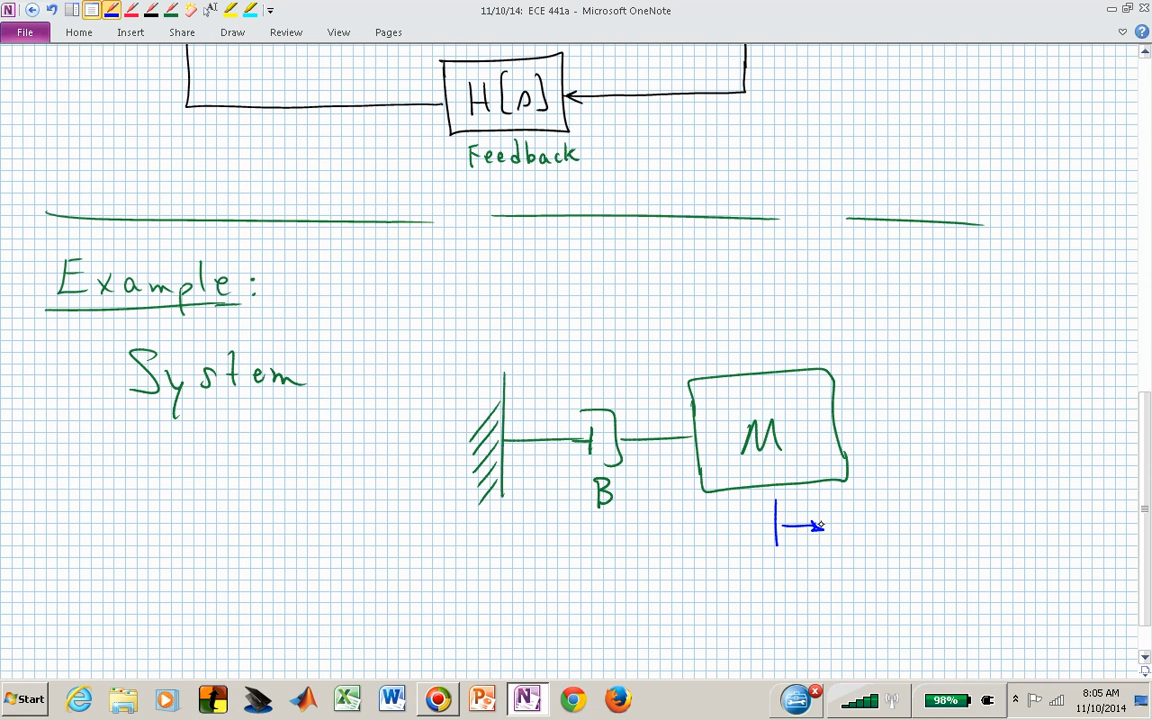 11/10/14: ECE 441a - Microsoft OneNote
File Home Insert Share Draw Review View Pages
H[s]
Feedback
Example:
System
M
B
Start
98%
8:05 AM
11/10/2014